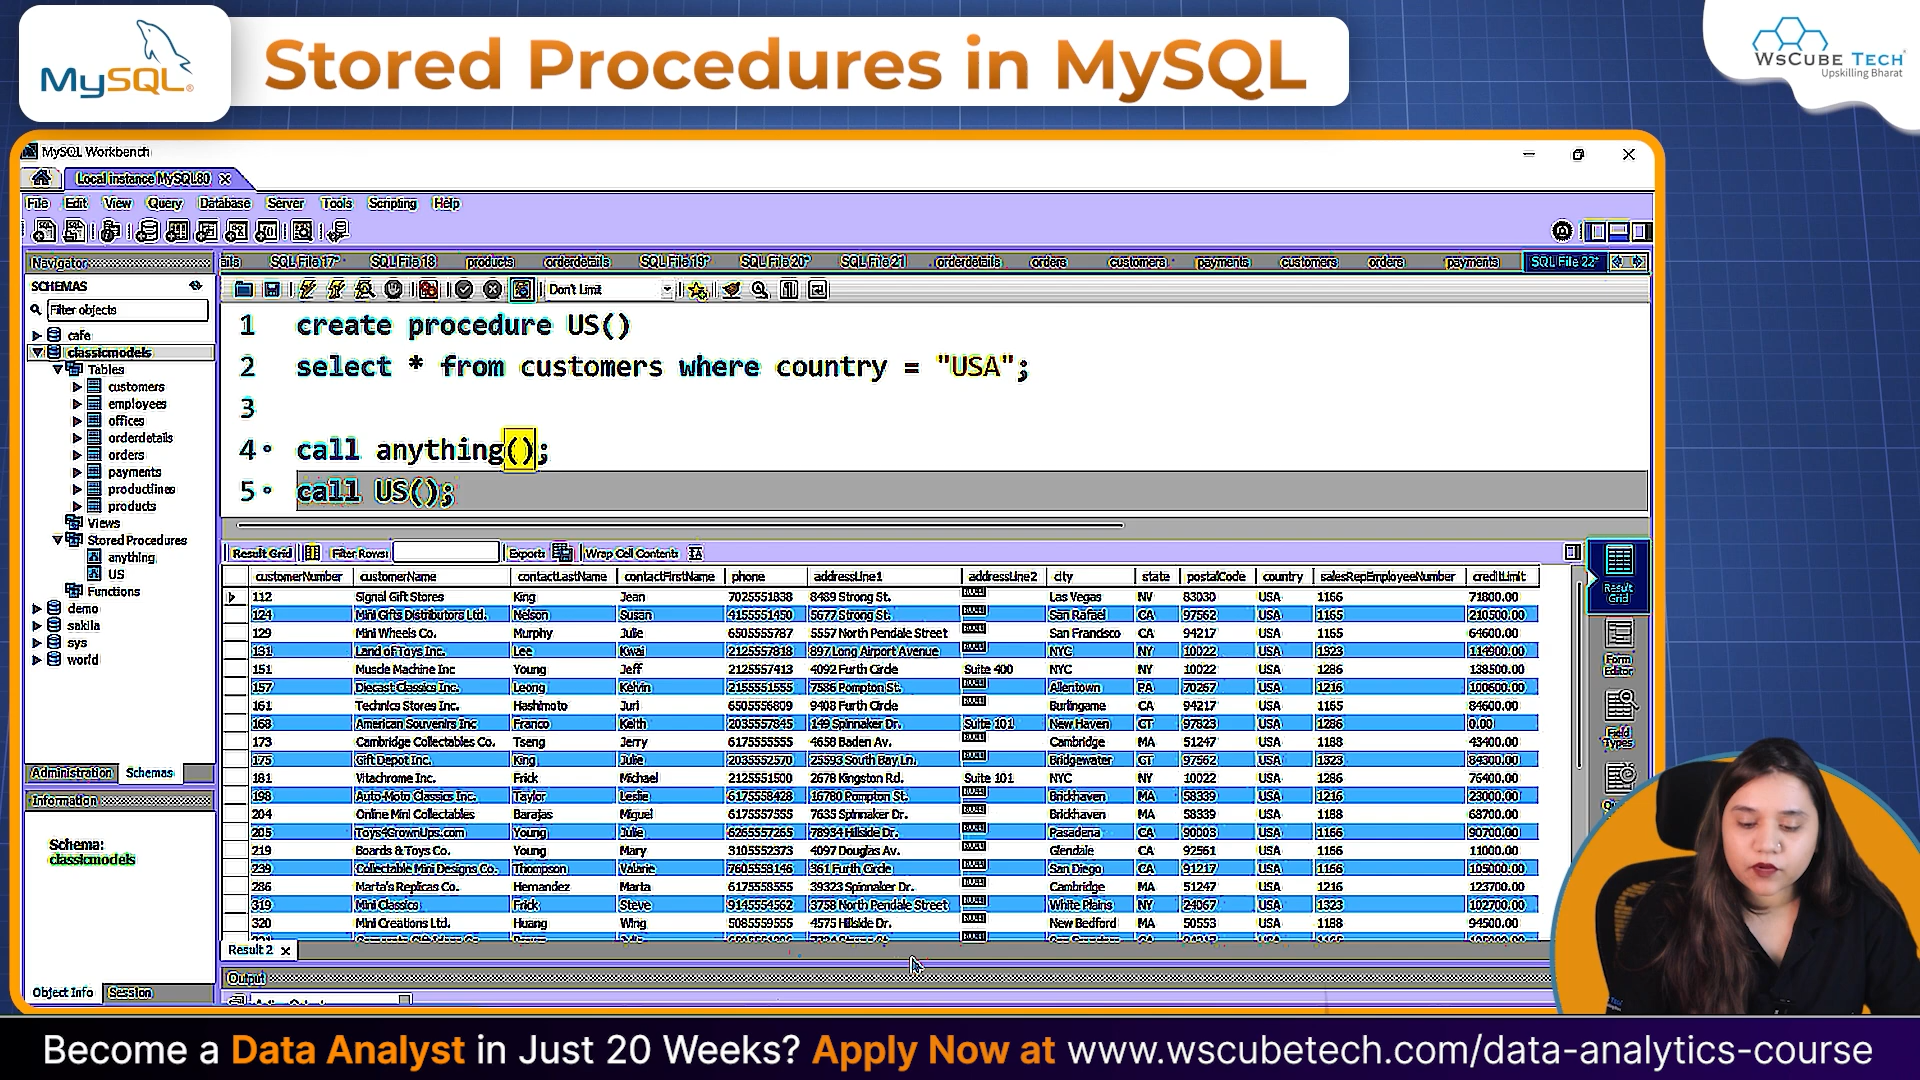 MySQL®
Stored Procedures in MySQL
WsCube Tech
Upskilling Bharat
MySQL Workbench
Local instance MySQL80
File Edit View Query Database Server Tools Scripting Help
Navigator
SQL File 17* SQL File 18 products orderdetails SQL File 19* SQL File 20* SQL File 21 orderdetails orders customers payments customers orders payments SQL File 22*
SCHEMAS
Filter objects
Don't Limit
cafe
classicmodels
Tables
customers
employees
offices
orderdetails
orders
payments
productlines
products
Views
Stored Procedures
anything
US
Functions
demo
sakila
sys
world
Administration Schemas
Information
Schema:
classicmodels
Object Info Session
1 create procedure US()
2 select * from customers where country = "USA";
3
4 call anything();
5 call US();
Result Grid Filter Rows: Export: Wrap Cell Content:
customerNumber customerName contactLastName contactFirstName phone addressLine1 addressLine2 city state postalCode country salesRepEmployeeNumber creditLimit
112 Signal Gift Stores King Jean 7025551838 8489 Strong St. NULL Las Vegas NV 83030 USA 1166 71800.00
124 Mini Gifts Distributors Ltd. Nelson Susan 4155551450 5677 Strong St. NULL San Rafael CA 97562 USA 1165 210500.00
129 Mini Wheels Co. Murphy Julie 6505555787 5557 North Pendale Street NULL San Francisco CA 94217 USA 1165 64600.00
131 Land of Toys Inc. Lee Kwai 2125557818 897 Long Airport Avenue NULL NYC NY 10022 USA 1323 114900.00
151 Muscle Machine Inc Young Jeff 2125557413 4092 Furth Circle Suite 400 NYC NY 10022 USA 1286 138500.00
157 Diecast Classics Inc. Leong Kelvin 2155551555 7586 Pompton St. NULL Allentown PA 70267 USA 1216 100600.00
161 Technics Stores Inc. Hashimoto Juri 6505556809 9408 Furth Circle NULL Burlingame CA 94217 USA 1165 84600.00
168 American Souvenirs Inc Franco Keith 2035557845 149 Spinnaker Dr. Suite 101 New Haven CT 97823 USA 1286 0.00
173 Cambridge Collectables Co. Tseng Jerry 6175555555 4658 Baden Av. NULL Cambridge MA 51247 USA 1188 43400.00
175 Gift Depot Inc. King Julie 2035552570 25593 South Bay Ln. NULL Bridgewater CT 97562 USA 1323 84300.00
181 Vitachrome Inc. Frick Michael 2125551500 2678 Kingston Rd. Suite 101 NYC NY 10022 USA 1286 76400.00
198 Auto-Moto Classics Inc. Taylor Leslie 6175558428 16780 Pompton St. NULL Brickhaven MA 58339 USA 1216 23000.00
204 Online Mini Collectables Barajas Miguel 6175557555 7635 Spinnaker Dr. NULL Brickhaven MA 58339 USA 1188 68700.00
205 Toys4GrownUps.com Young Julie 6265557265 78934 Hillside Dr. NULL Pasadena CA 90003 USA 1166 90700.00
219 Boards & Toys Co. Young Mary 3105552373 4097 Douglas Av. NULL Glendale CA 92561 USA 1166 11000.00
239 Collectable Mini Designs Co. Thompson Valarie 7605558146 361 Furth Circle NULL San Diego CA 91217 USA 1166 105000.00
286 Marta's Replicas Co. Hernandez Marta 6175558555 39323 Spinnaker Dr. NULL Cambridge MA 51247 USA 1216 123700.00
319 Mini Classics Frick Steve 9145554562 3758 North Pendale Street NULL White Plains NY 24067 USA 1323 102700.00
320 Mini Creations Ltd. Huang Wing 5085559555 4575 Hillside Dr. NULL New Bedford MA 50553 USA 1188 94500.00
Result Grid
Form Editor
Field Types
Result 2
Output
Become a Data Analyst in Just 20 Weeks? Apply Now at www.wscubetech.com/data-analytics-course